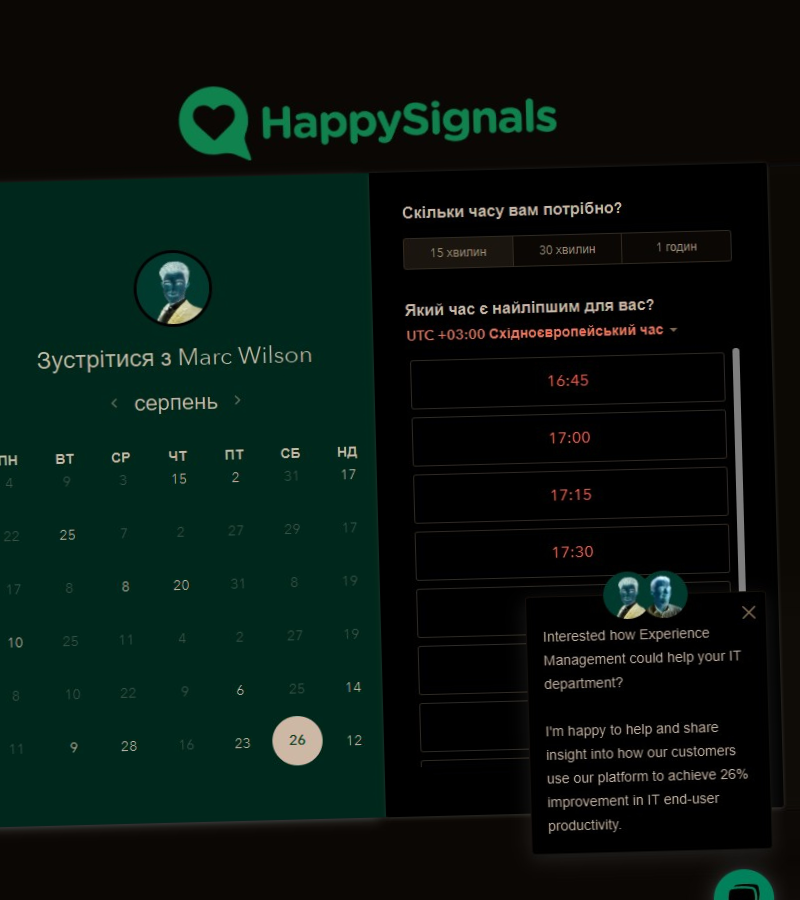 HappySignals
Зустрітися з Marc Wilson
серпень
ПН ВТ СР ЧТ ПТ СБ НД
4 9 3 15 2 31 17
22 25 7 2 27 29 17
17 8 8 20 31 8 19
10 25 11 4 2 27 19
8 10 22 9 6 25 14
11 9 28 16 23 26 12
Скільки часу вам потрібно?
15 хвилин 30 хвилин 1 годин
Який час є найліпшим для вас?
UTC +03:00 Східноєвропейський час
16:45
17:00
17:15
17:30
Interested how Experience
Management could help your IT
department?
I'm happy to help and share
insight into how our customers
use our platform to achieve 26%
improvement in IT end-user
productivity.